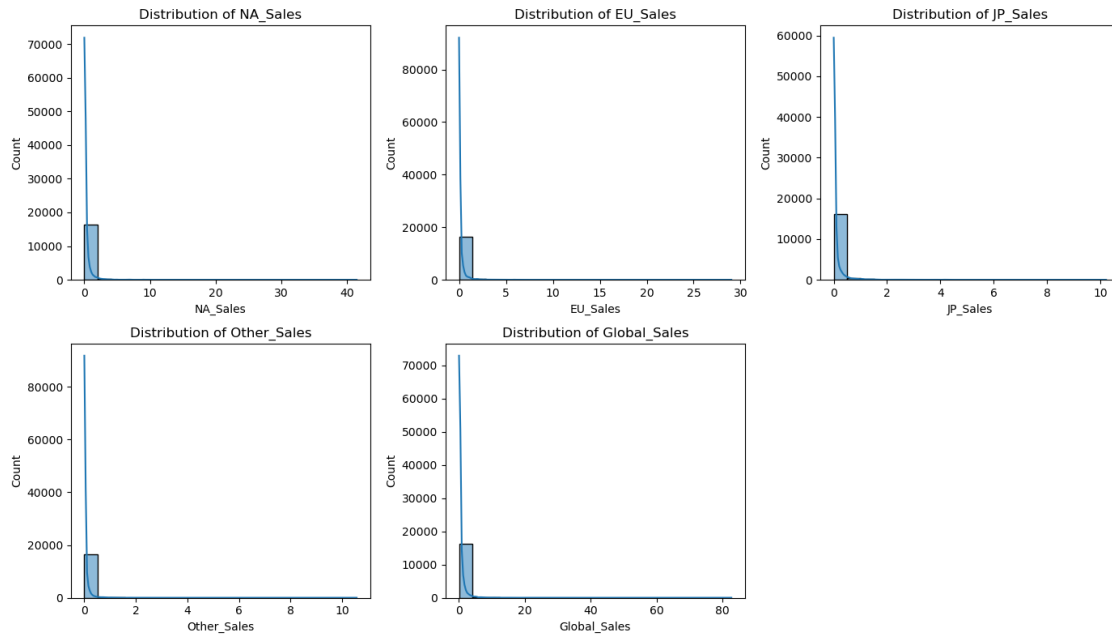 Distribution of NA_Sales
70000
60000
50000
40000
30000
20000
10000
0
Count
0 10 20 30 40
NA_Sales
Distribution of EU_Sales
80000
60000
40000
20000
0
Count
0 5 10 15 20 25 30
EU_Sales
Distribution of JP_Sales
60000
50000
40000
30000
20000
10000
0
Count
0 2 4 6 8 10
JP_Sales
Distribution of Other_Sales
80000
60000
40000
20000
0
Count
0 2 4 6 8 10
Other_Sales
Distribution of Global_Sales
70000
60000
50000
40000
30000
20000
10000
0
Count
0 20 40 60 80
Global_Sales